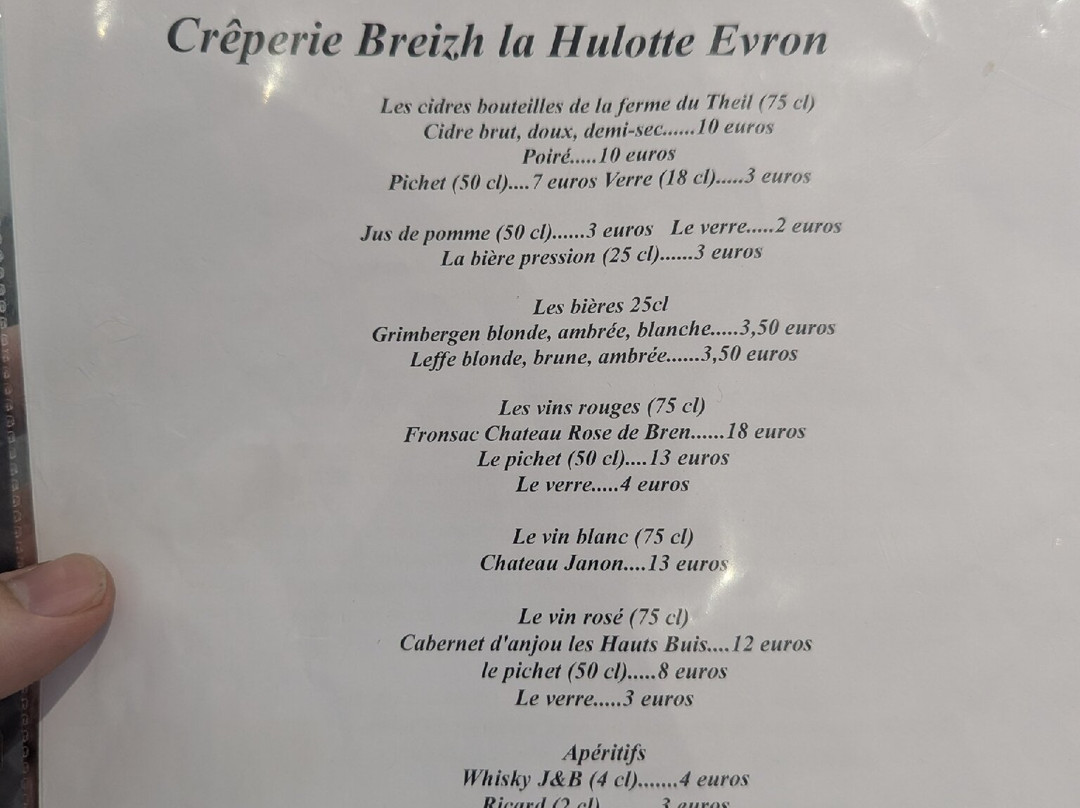 Crêperie Breizh la Hulotte Evron
Les cidres bouteilles de la ferme du Theil (75 cl)
Cidre brut, doux, demi-sec......10 euros
Poiré.....10 euros
Pichet (50 cl)....7 euros Verre (18 cl).....3 euros
Jus de pomme (50 cl)......3 euros Le verre.....2 euros
La bière pression (25 cl)......3 euros
Les bières 25cl
Grimbergen blonde, ambrée, blanche.....3,50 euros
Leffe blonde, brune, ambrée......3,50 euros
Les vins rouges (75 cl)
Fronsac Chateau Rose de Bren......18 euros
Le pichet (50 cl)....13 euros
Le verre.....4 euros
Le vin blanc (75 cl)
Chateau Janon....13 euros
Le vin rosé (75 cl)
Cabernet d'anjou les Hauts Buis....12 euros
le pichet (50 cl).....8 euros
Le verre.....3 euros
Apéritifs
Whisky J&B (4 cl).......4 euros
Ricard (2 cl).........3 euros